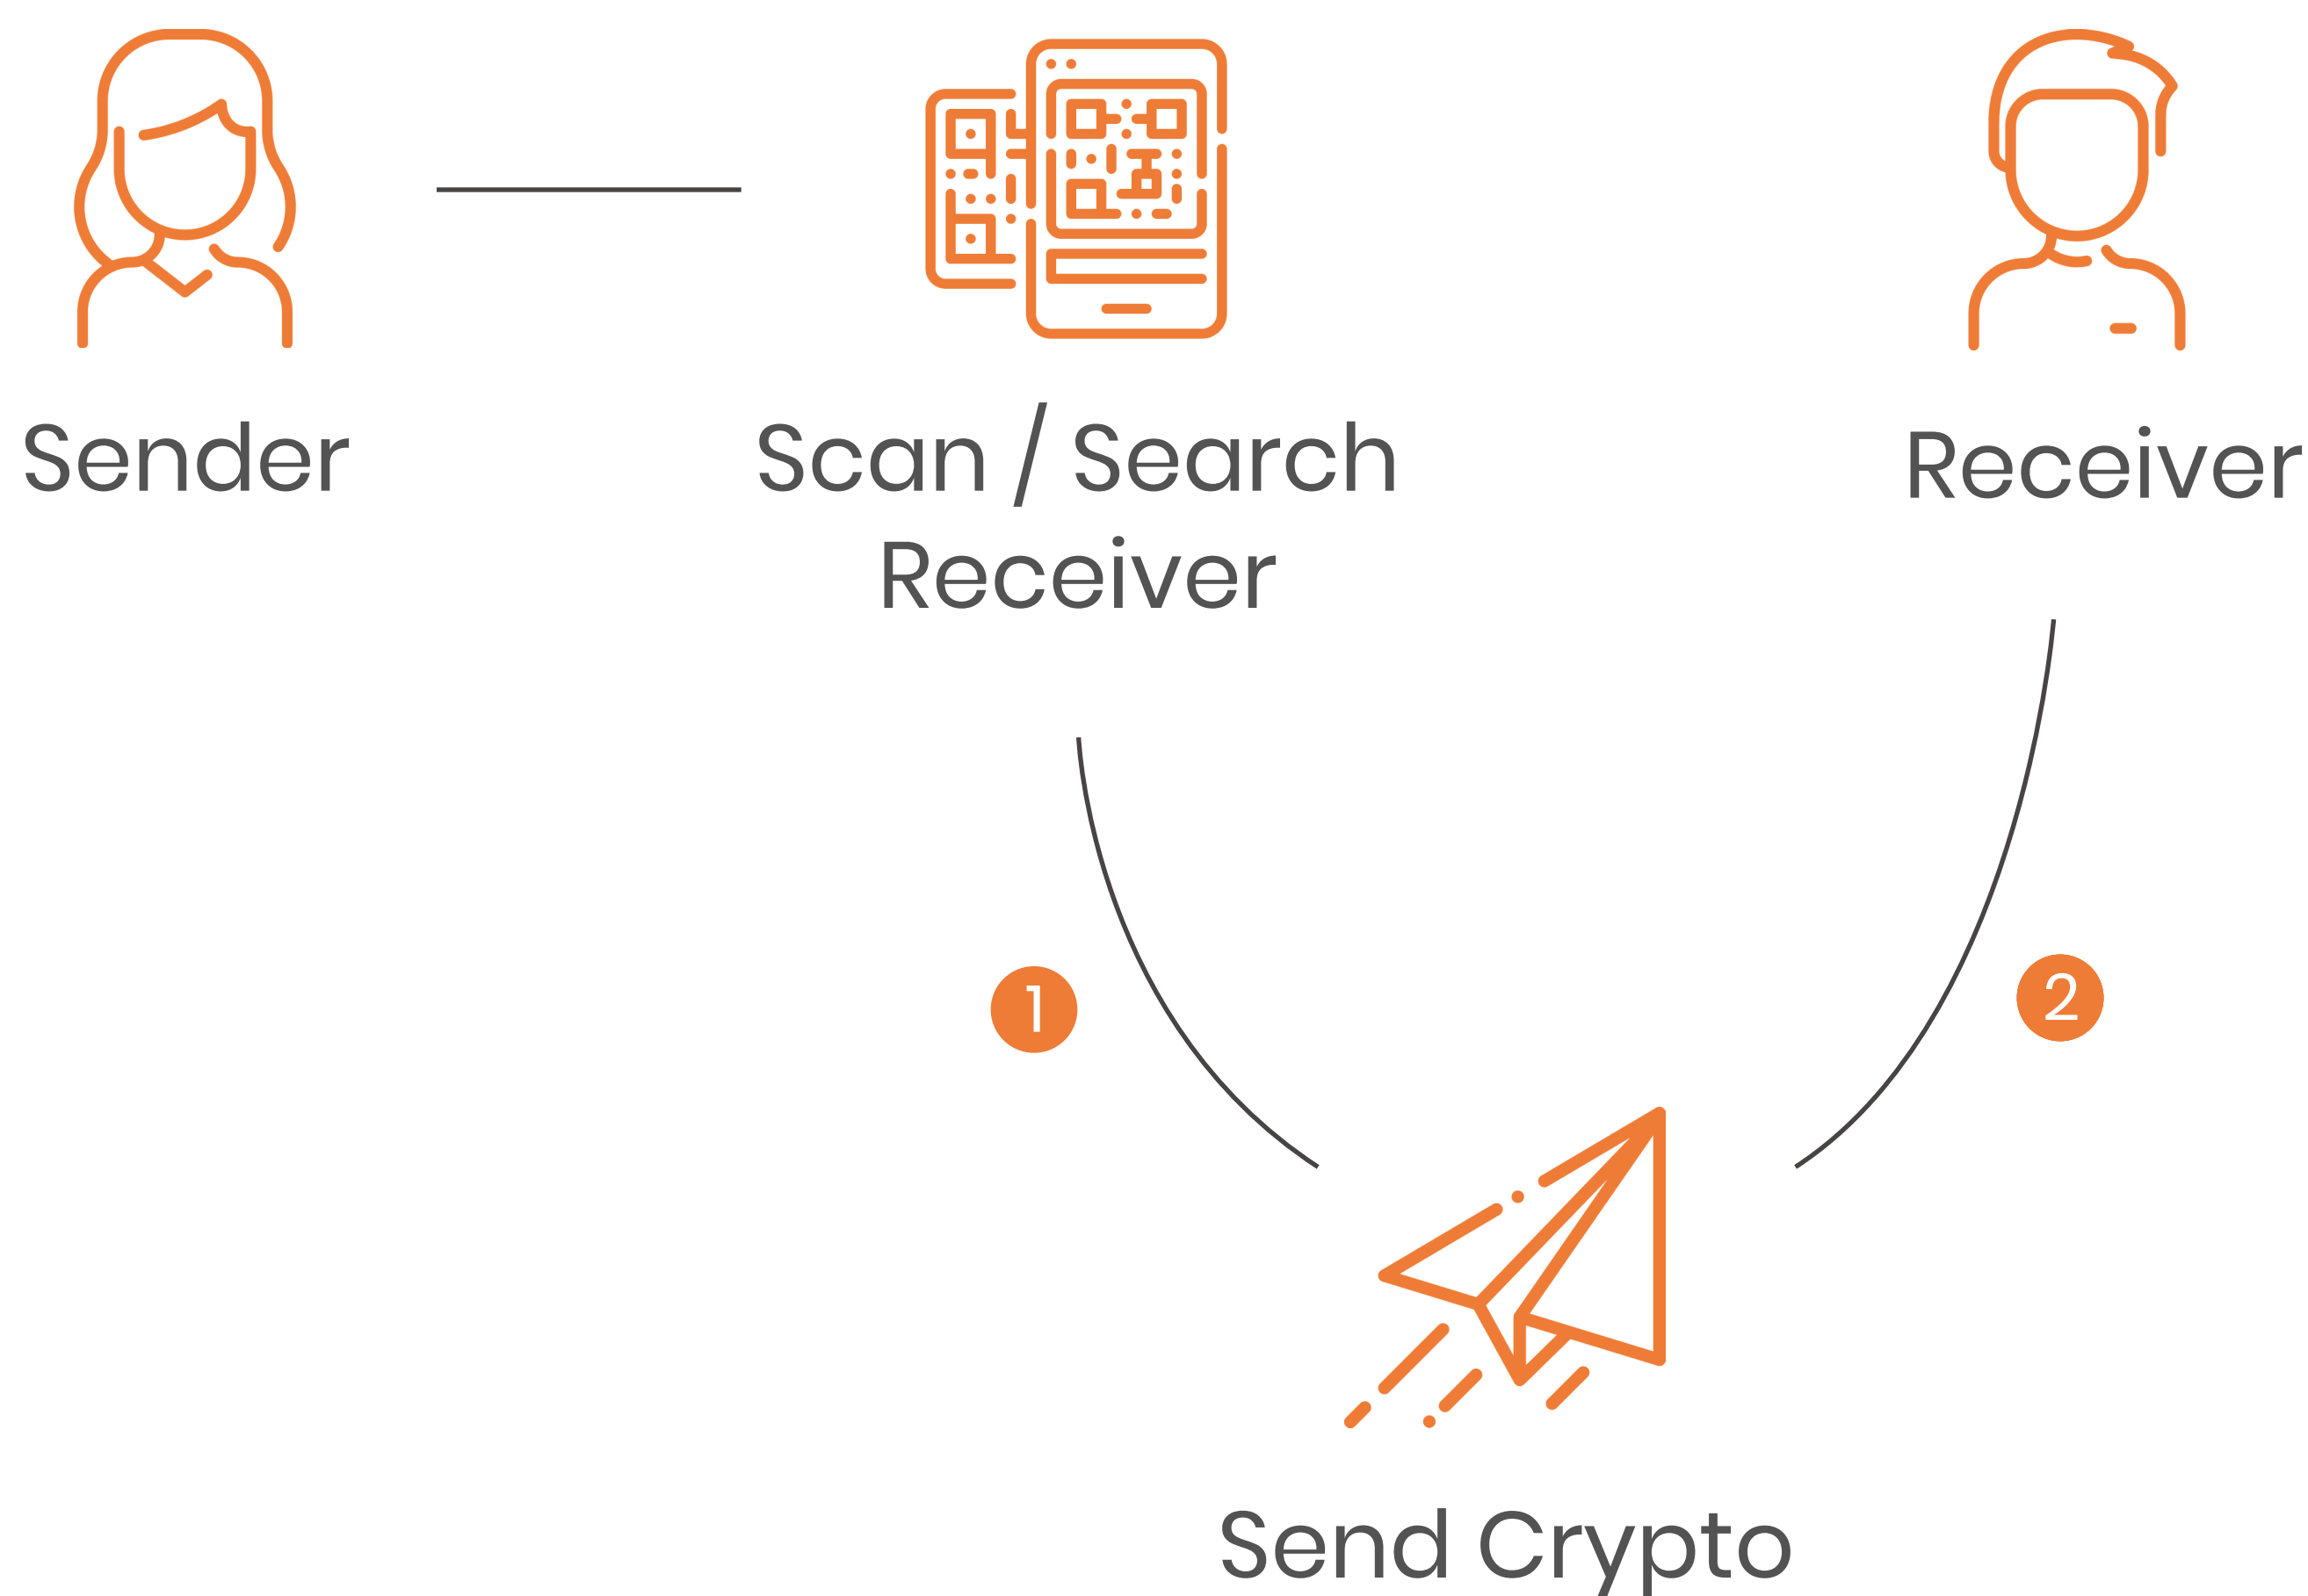 Sender
Scan / Search
Receiver
Receiver
1
2
Send Crypto